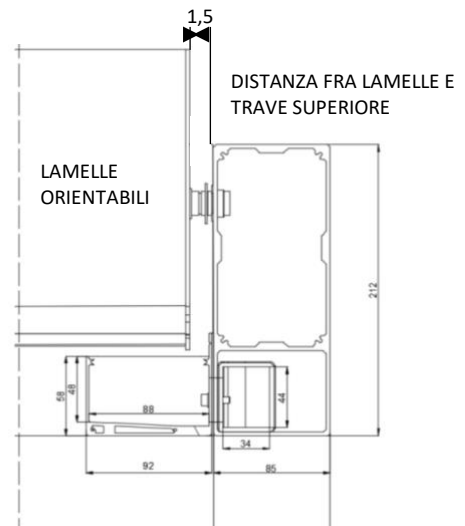 1,5
DISTANZA FRA LAMELLE E
TRAVE SUPERIORE
LAMELLE
ORIENTABILI
212
58
48
88
44
34
92
85